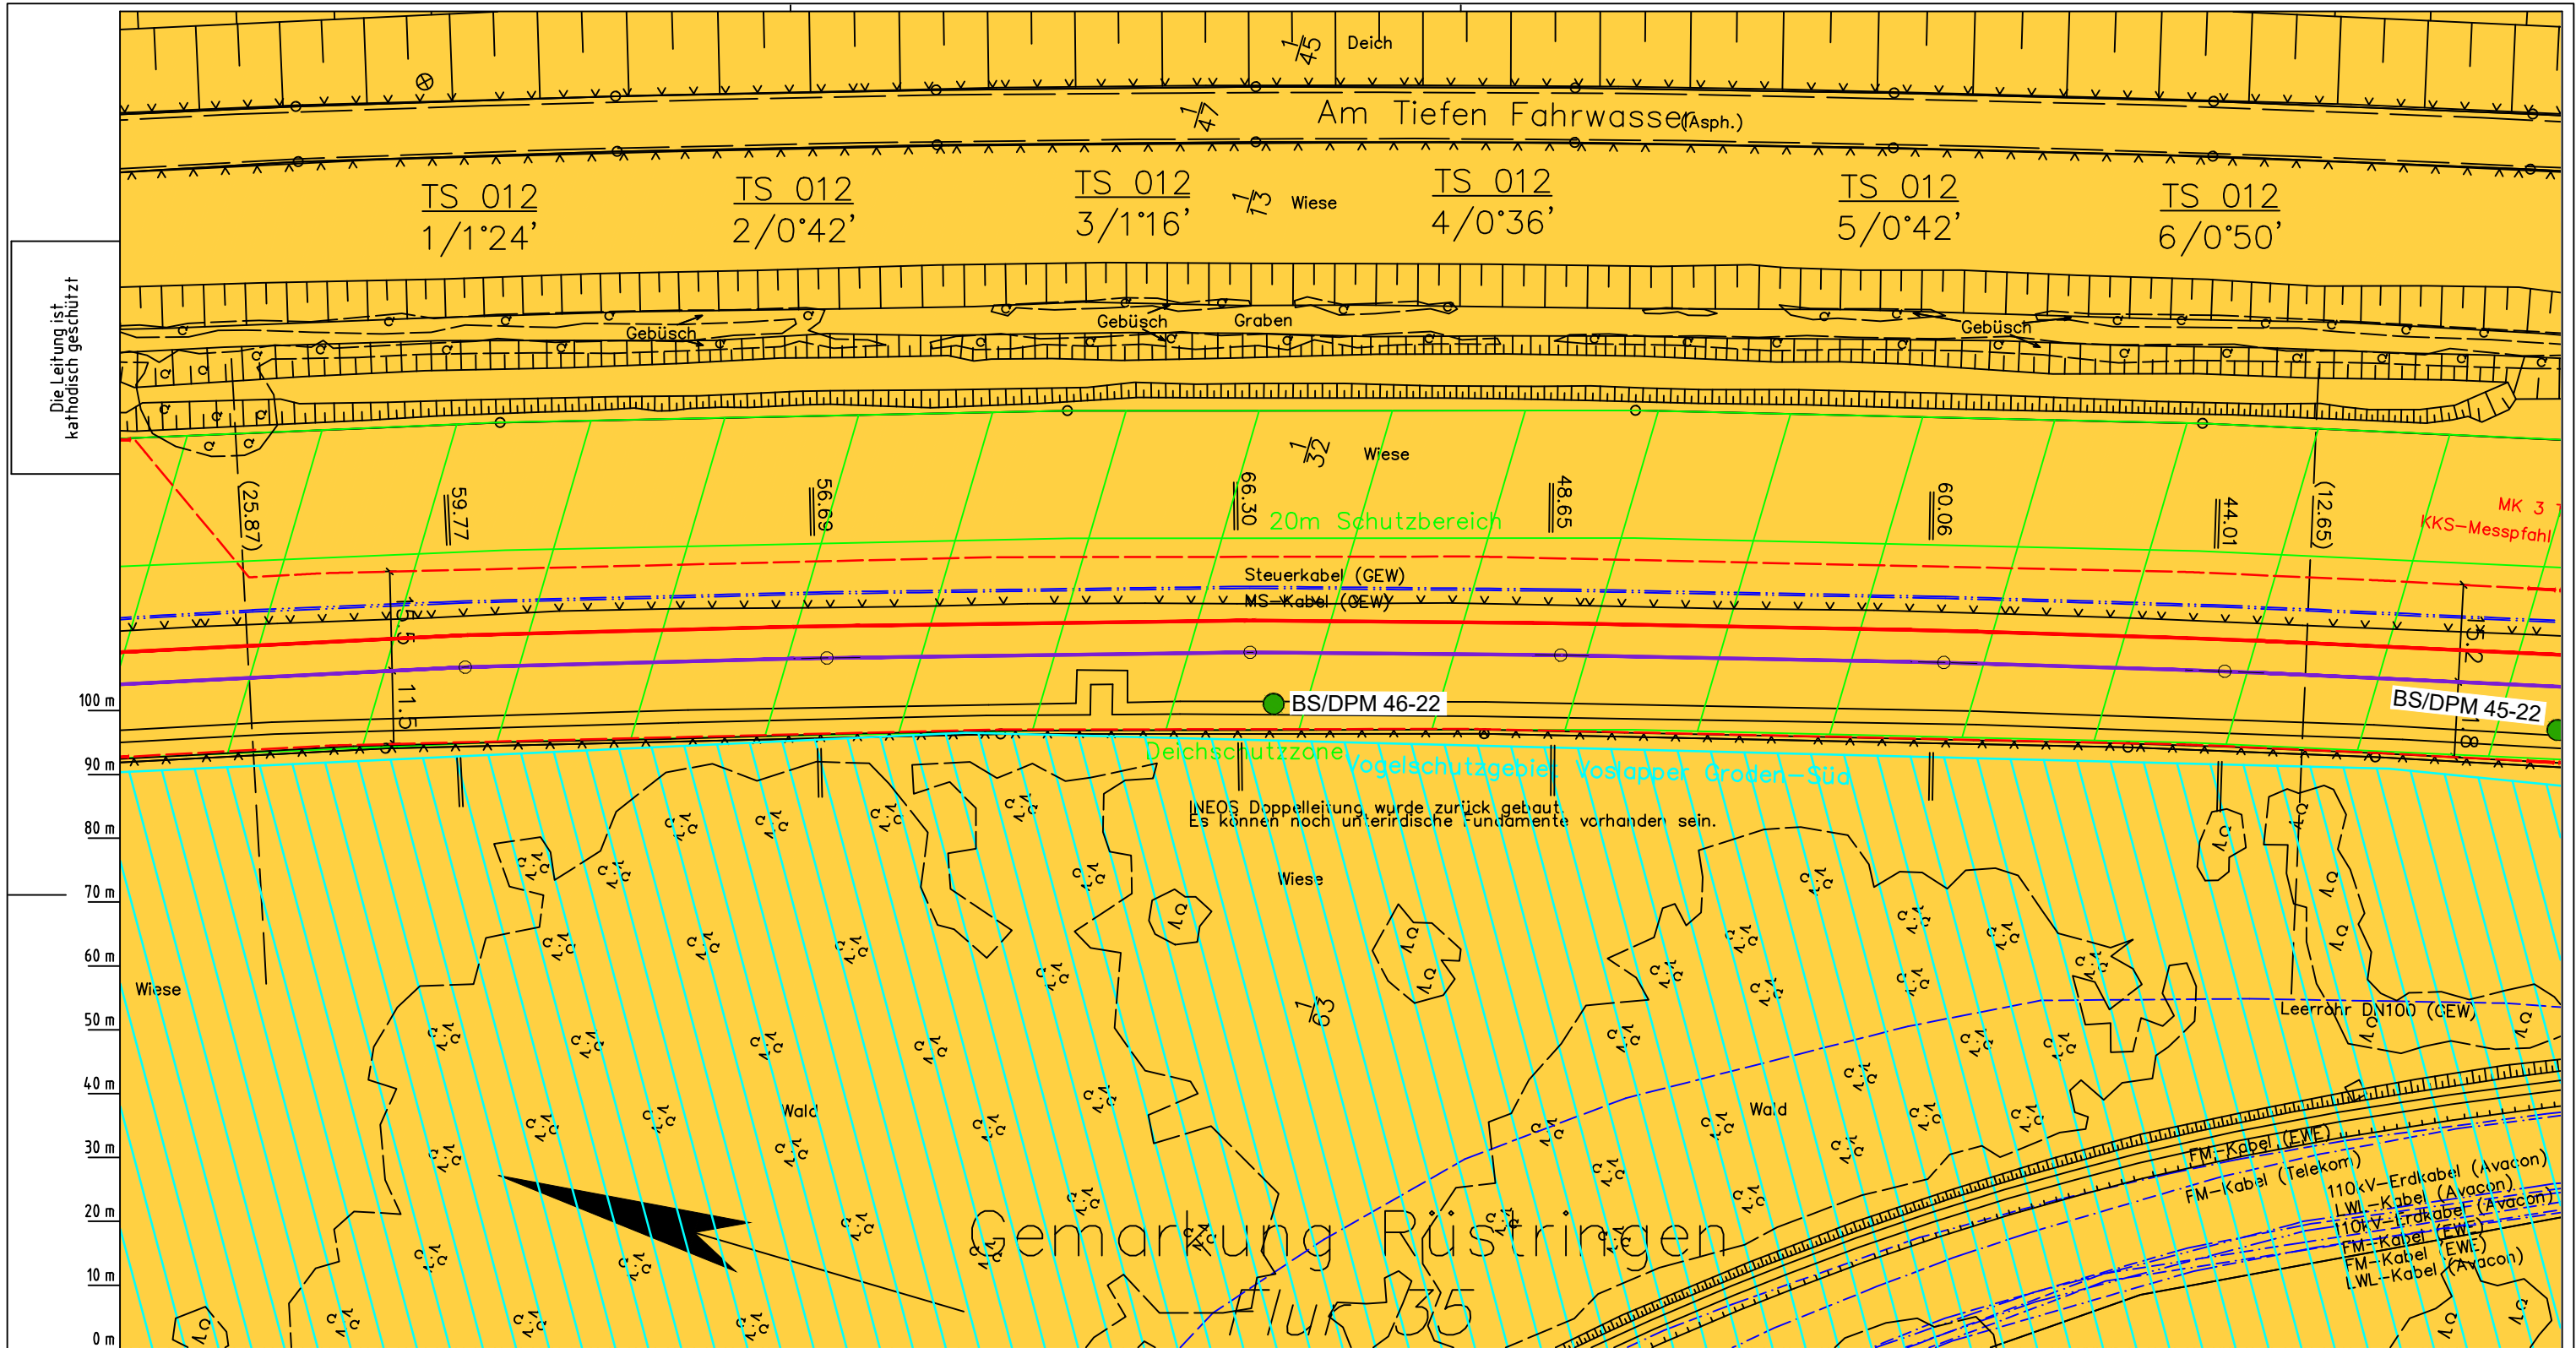 1/45 Deich
1/47 Am Tiefen Fahrwasser (Asph.)
TS 012
1/1°24'
TS 012
2/0°42'
TS 012
3/1°16'
1/13 Wiese
TS 012
4/0°36'
TS 012
5/0°42'
TS 012
6/0°50'
Die Leitung ist
kathodisch geschützt
Gebüsch
Gebüsch
Graben
Gebüsch
1/32 Wiese
(25.87)
59.77
56.69
66.30
48.65
60.06
44.01
(12.65)
20m Schutzbereich
MK 3
KKS-Messpfahl
Steuerkabel (GEW)
MS-Kabel (GEW)
15.5
11.5
15.2
BS/DPM 46-22
BS/DPM 45-22
Deichschutzzone
Vogelschutzgebiet Voslapper Groden-Süd
INEOS Doppelleitung wurde zurück gebaut.
Es können noch unterirdische Fundamente vorhanden sein.
Wiese
Wiese
1/63
Leerrohr DN100 (GEW)
Wald
Wald
FM-Kabel (EWE)
FM-Kabel (Telekom)
110kV-Erdkabel (Avacon)
LWL-Kabel (Avacon)
110kV-Erdkabel (Avacon)
FM-Kabel (EWE)
FM-Kabel (EWE)
LWL-Kabel (Avacon)
Gemarkung Rüstringen
Flur 35
100 m
90 m
80 m
70 m
60 m
50 m
40 m
30 m
20 m
10 m
0 m